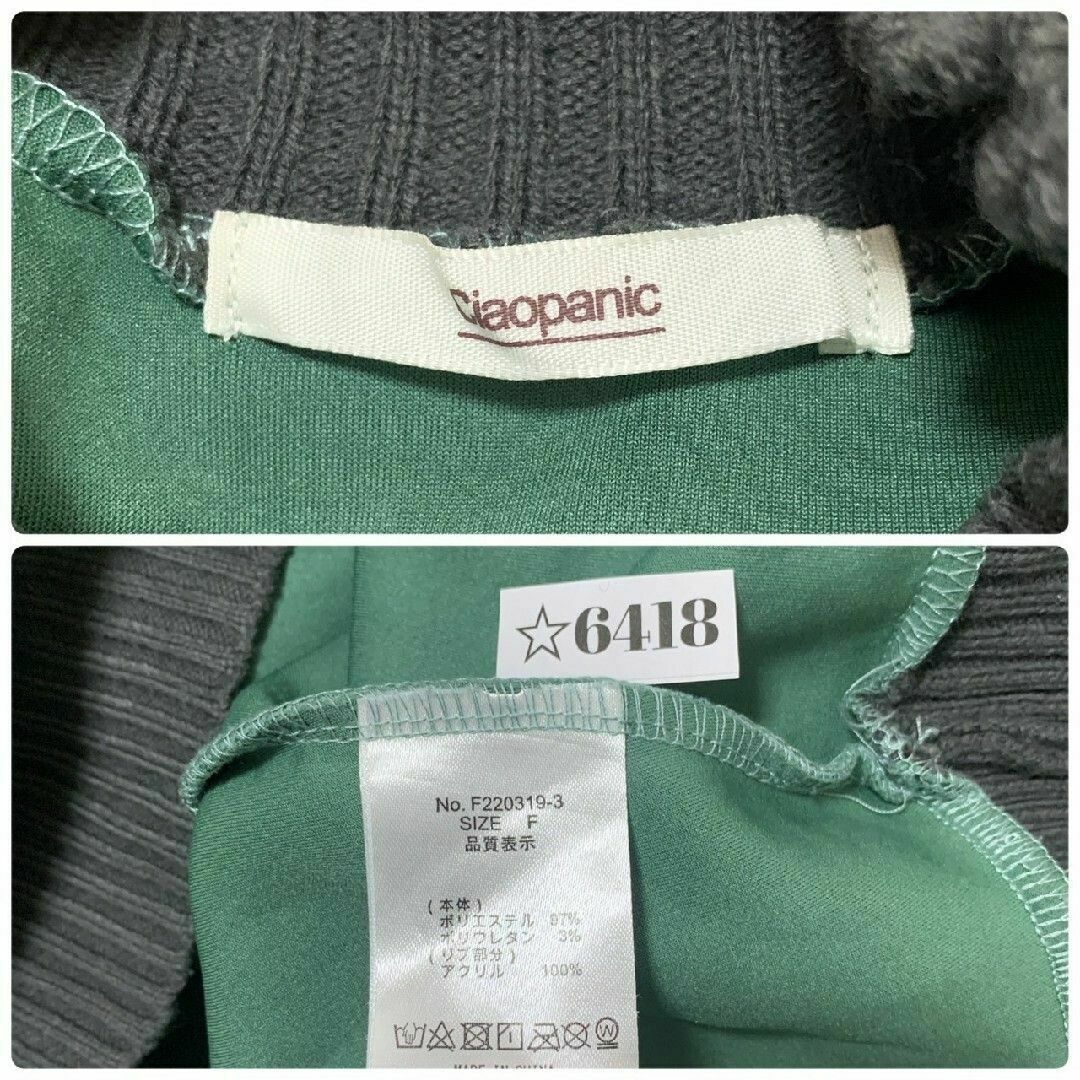 Ciaopanic
☆6418
No. F220319-3
SIZE F
品質表示
(本体)
ポリエステル 97%
ポリウレタン 3%
(リブ部分)
アクリル 100%
W
MADE IN CHINA